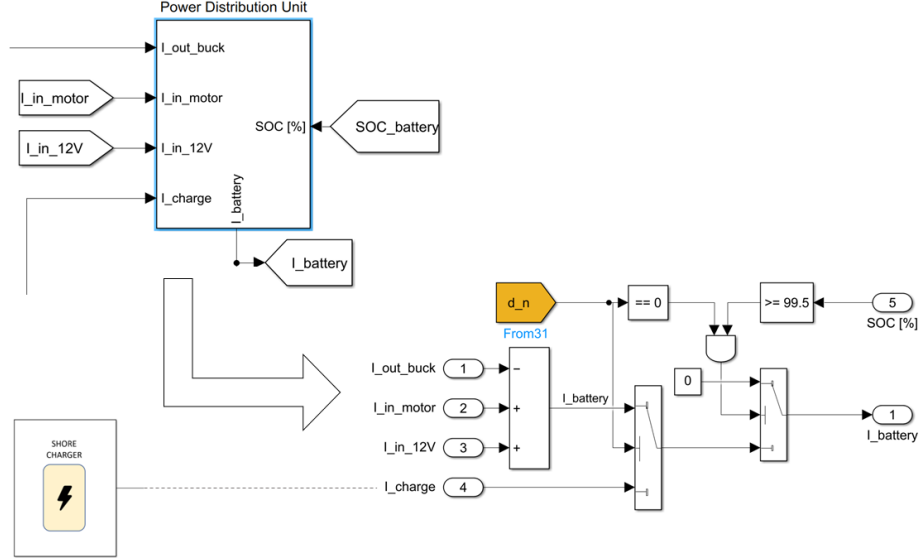 Power Distribution Unit
I_out_buck
I_in_motor
I_in_motor
SOC [%]
SOC_battery
I_in_12V
I_in_12V
I_charge
I_battery
I_battery
d_n
From31
== 0
>= 99.5
5
SOC [%]
I_out_buck
1
−
0
I_in_motor
2
+
I_battery
1
I_battery
I_in_12V
3
+
I_charge
4
SHORE
CHARGER